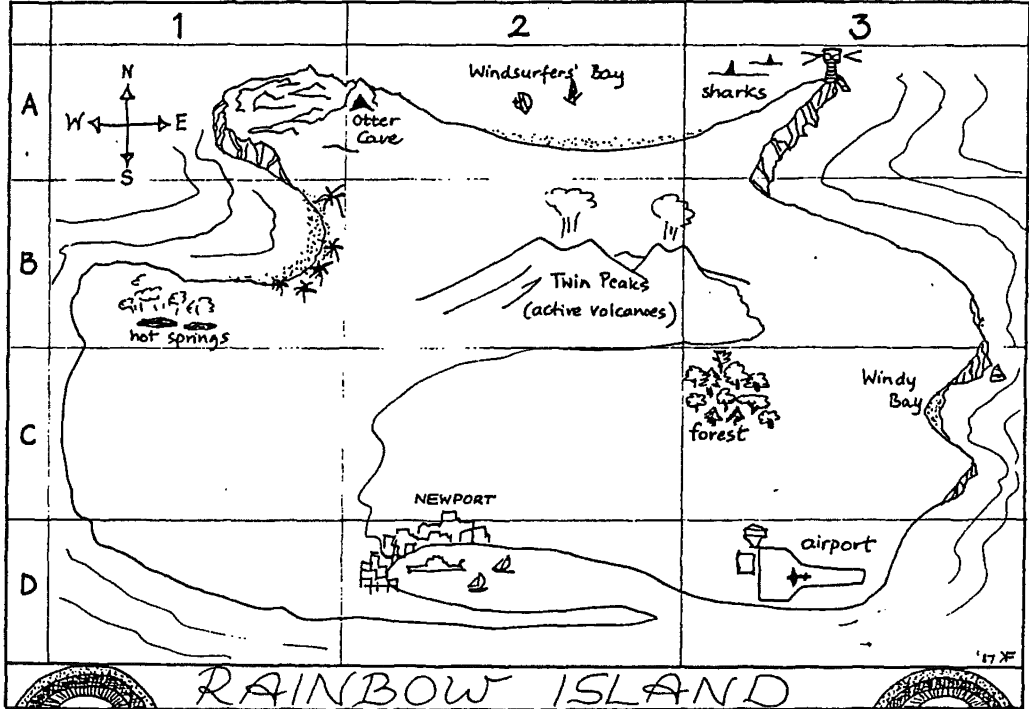 1 2 3
A
B
C
D
N
W E
S
Otter
Cave
Windsurfers' Bay
sharks
Twin Peaks
(active volcanoes)
hot springs
Windy
Bay
forest
NEWPORT
airport
RAINBOW ISLAND